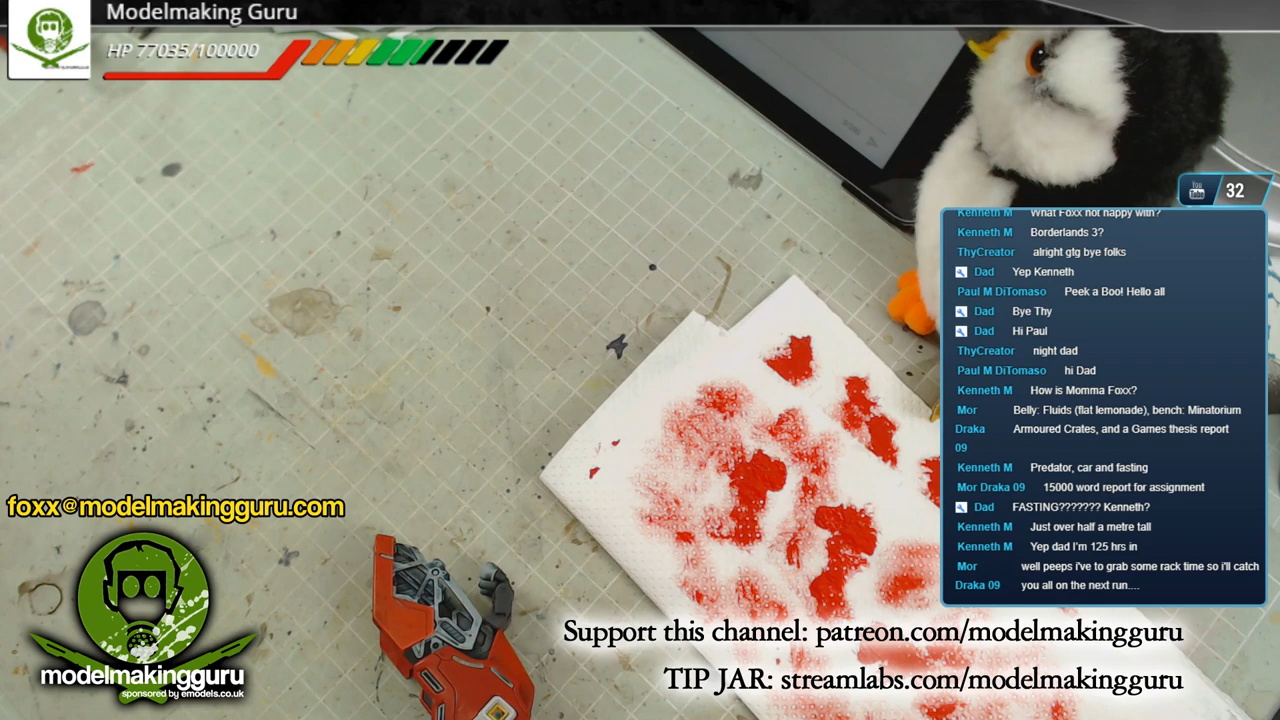 Modelmaking Guru
HP 77035/100000
You
Tube
32
Kenneth M What Foxx not happy with?
Kenneth M Borderlands 3?
ThyCreator alright gtg bye folks
Dad Yep Kenneth
Paul M DiTomaso Peek a Boo! Hello all
Dad Bye Thy
Dad Hi Paul
ThyCreator night dad
Paul M DiTomaso hi Dad
Kenneth M How is Momma Foxx?
Mor Belly: Fluids (flat lemonade), bench: Minatorium
Draka Armoured Crates, and a Games thesis report
09
Kenneth M Predator, car and fasting
Mor Draka 09 15000 word report for assignment
Dad FASTING??????? Kenneth?
Kenneth M Just over half a metre tall
Kenneth M Yep dad I'm 125 hrs in
Mor well peeps i've to grab some rack time so i'll catch
Draka 09 you all on the next run....
foxx@modelmakingguru.com
modelmakingguru
sponsored by emodels.co.uk
Support this channel: patreon.com/modelmakingguru
TIP JAR: streamlabs.com/modelmakingguru